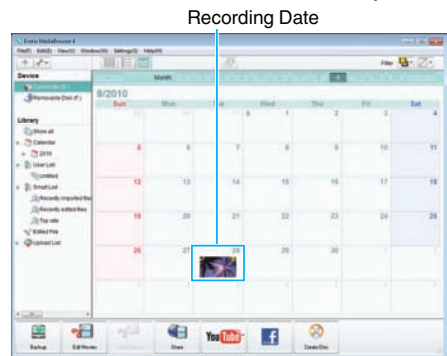 Recording Date
Everio MediaBrowser 4
File(F) Edit(E) View(V) Window(W) Settings(S) Help(H)
Filter
Device
Month
9
Removable Disk (F:)
9/2010
Sun Mon Tue Wed Thu Fri Sat
Library
Show all
Calendar
2010
User List
Untitled
Smart List
Recently imported files
Recently edited files
Top rate
Edited File
Upload List
1 2 3 4
5 6 7 8 9 10 11
12 13 14 15 16 17 18
19 20 21 22 23 24 25
26 27 28 29 30
Backup Edit Movies Share YouTube f Create Disc